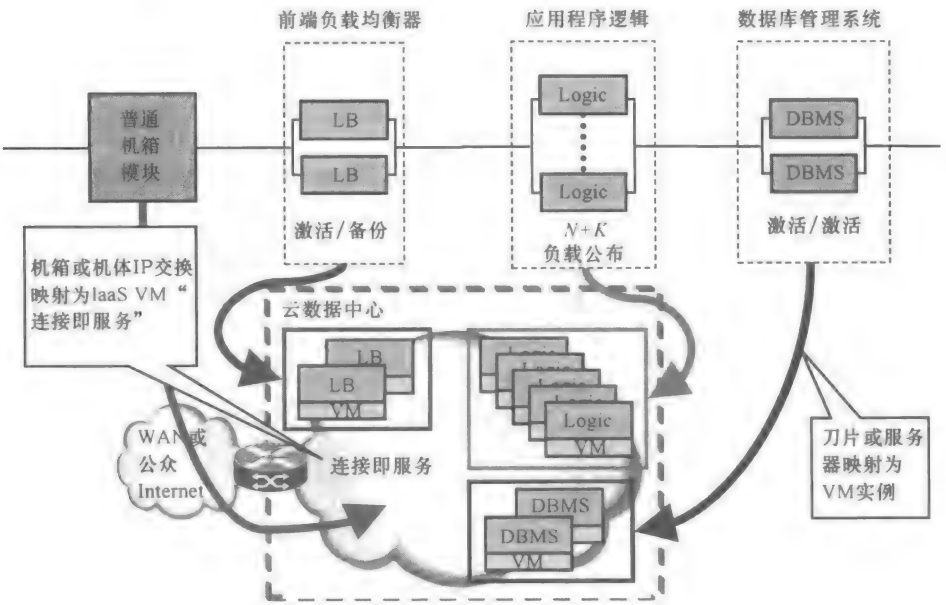 前端负载均衡器
应用程序逻辑
数据库管理系统
普通
机箱
模块
LB
LB
激活/备份
Logic
Logic
N+K
负载公布
DBMS
DBMS
激活/激活
机箱或机体IP交换
映射为IaaS VM“
连接即服务”
云数据中心
LB
LB
VM
Logic
Logic
Logic
Logic
Logic
VM
WAN或
公众
Internet
连接即服务
DBMS
DBMS
VM
刀片或服务
器映射为
VM实例